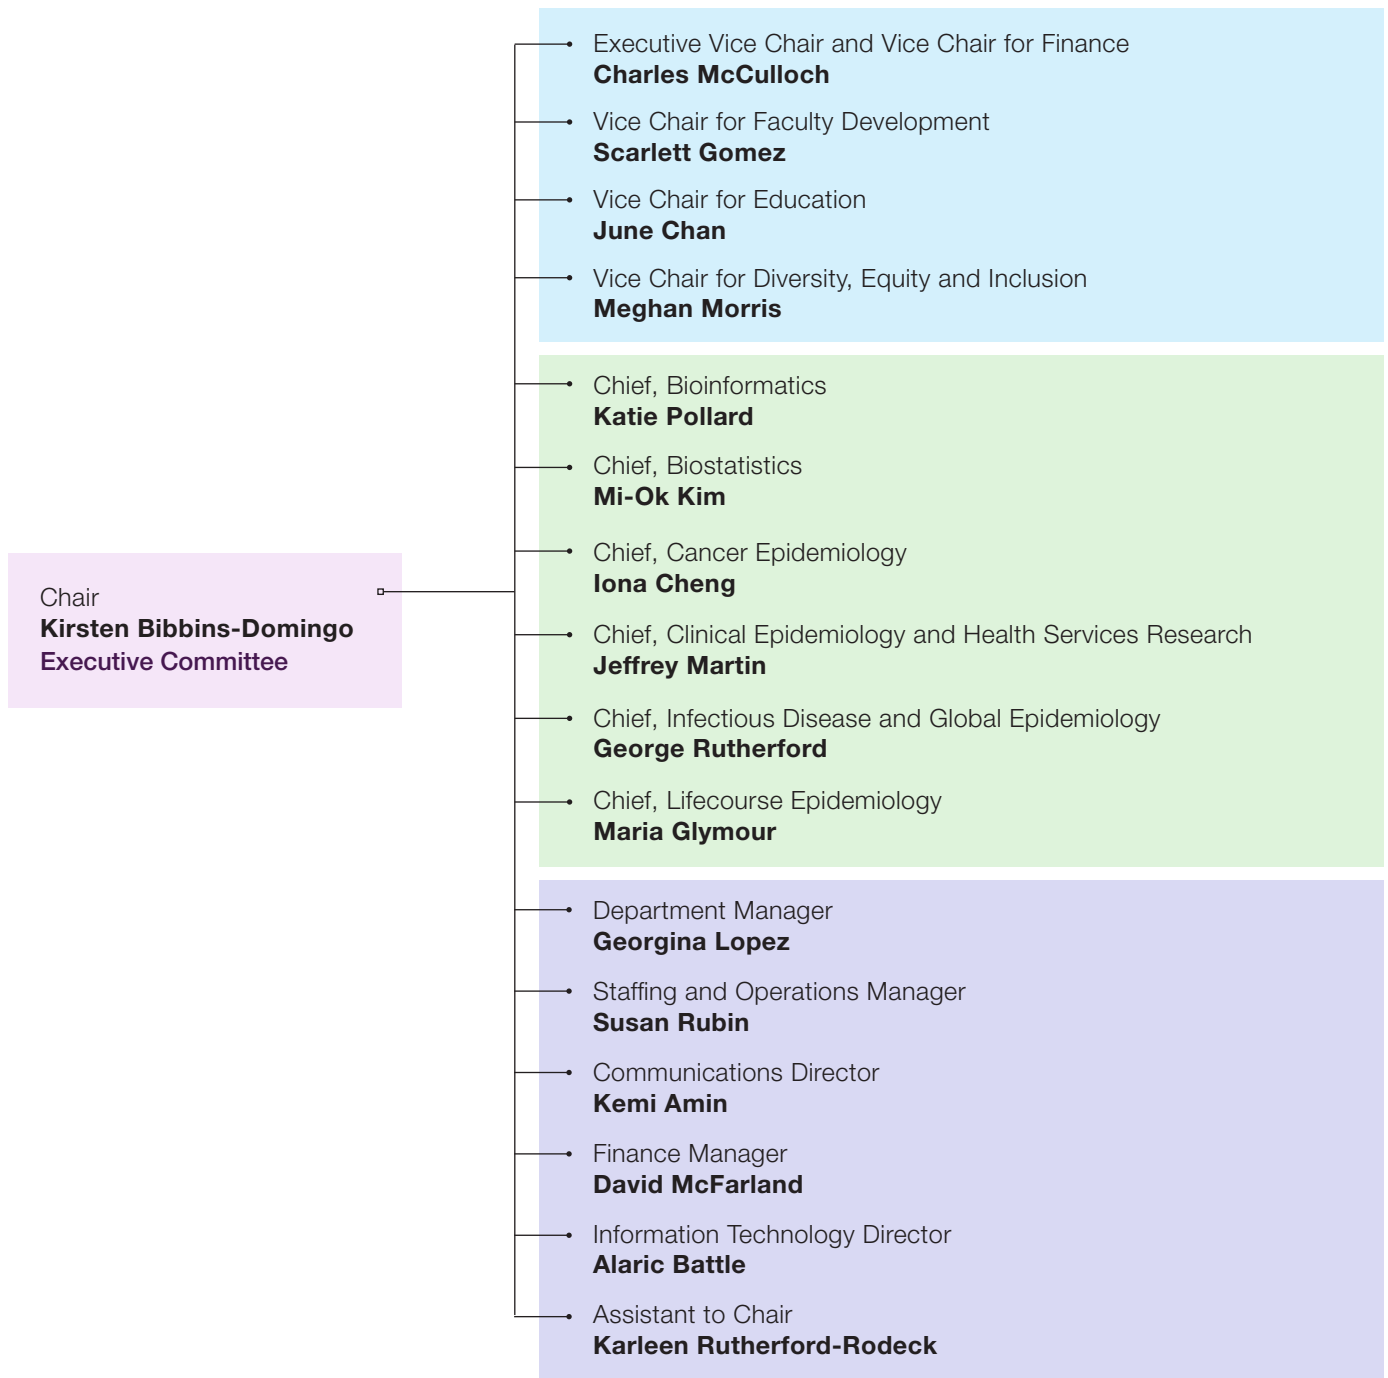 Executive Vice Chair and Vice Chair for Finance
Charles McCulloch
Vice Chair for Faculty Development
Scarlett Gomez
Vice Chair for Education
June Chan
Vice Chair for Diversity, Equity and Inclusion
Meghan Morris
Chief, Bioinformatics
Katie Pollard
Chief, Biostatistics
Mi-Ok Kim
Chief, Cancer Epidemiology
Iona Cheng
Chair
Kirsten Bibbins-Domingo
Executive Committee
Chief, Clinical Epidemiology and Health Services Research
Jeffrey Martin
Chief, Infectious Disease and Global Epidemiology
George Rutherford
Chief, Lifecourse Epidemiology
Maria Glymour
Department Manager
Georgina Lopez
Staffing and Operations Manager
Susan Rubin
Communications Director
Kemi Amin
Finance Manager
David McFarland
Information Technology Director
Alaric Battle
Assistant to Chair
Karleen Rutherford-Rodeck